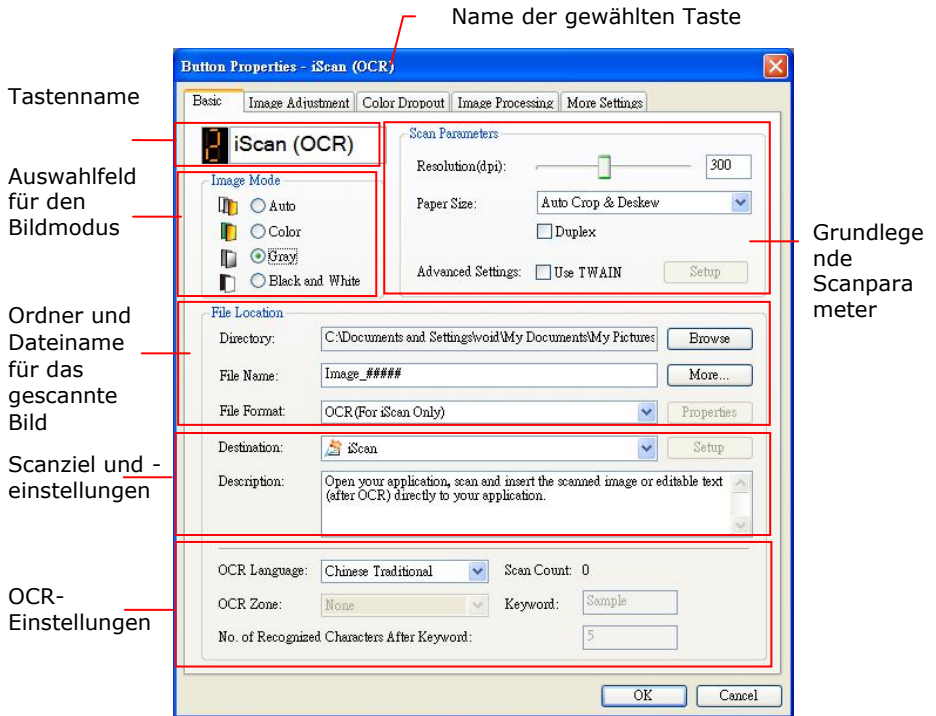 Name der gewählten Taste
Button Properties - iScan (OCR)
Tastenname
Basic Image Adjustment Color Dropout Image Processing More Settings
2 iScan (OCR)
Scan Parameters
Resolution(dpi): 300
Auswahlfeld
für den
Bildmodus
Image Mode
Auto
Color
Gray
Black and White
Paper Size: Auto Crop & Deskew
Duplex
Advanced Settings: Use TWAIN Setup
Grundlege
nde
Scanpara
meter
Ordner und
Dateiname
für das
gescannte
Bild
File Location
Directory: C:\Documents and Settings\void\My Documents\My Pictures Browse
File Name: Image_##### More...
File Format: OCR(For iScan Only) Properties
Scanziel und -
einstellungen
Destination: iScan Setup
Description: Open your application, scan and insert the scanned image or editable text
(after OCR) directly to your application.
OCR-
Einstellungen
OCR Language: Chinese Traditional Scan Count: 0
OCR Zone: None Keyword: Sample
No. of Recognized Characters After Keyword: 5
OK Cancel